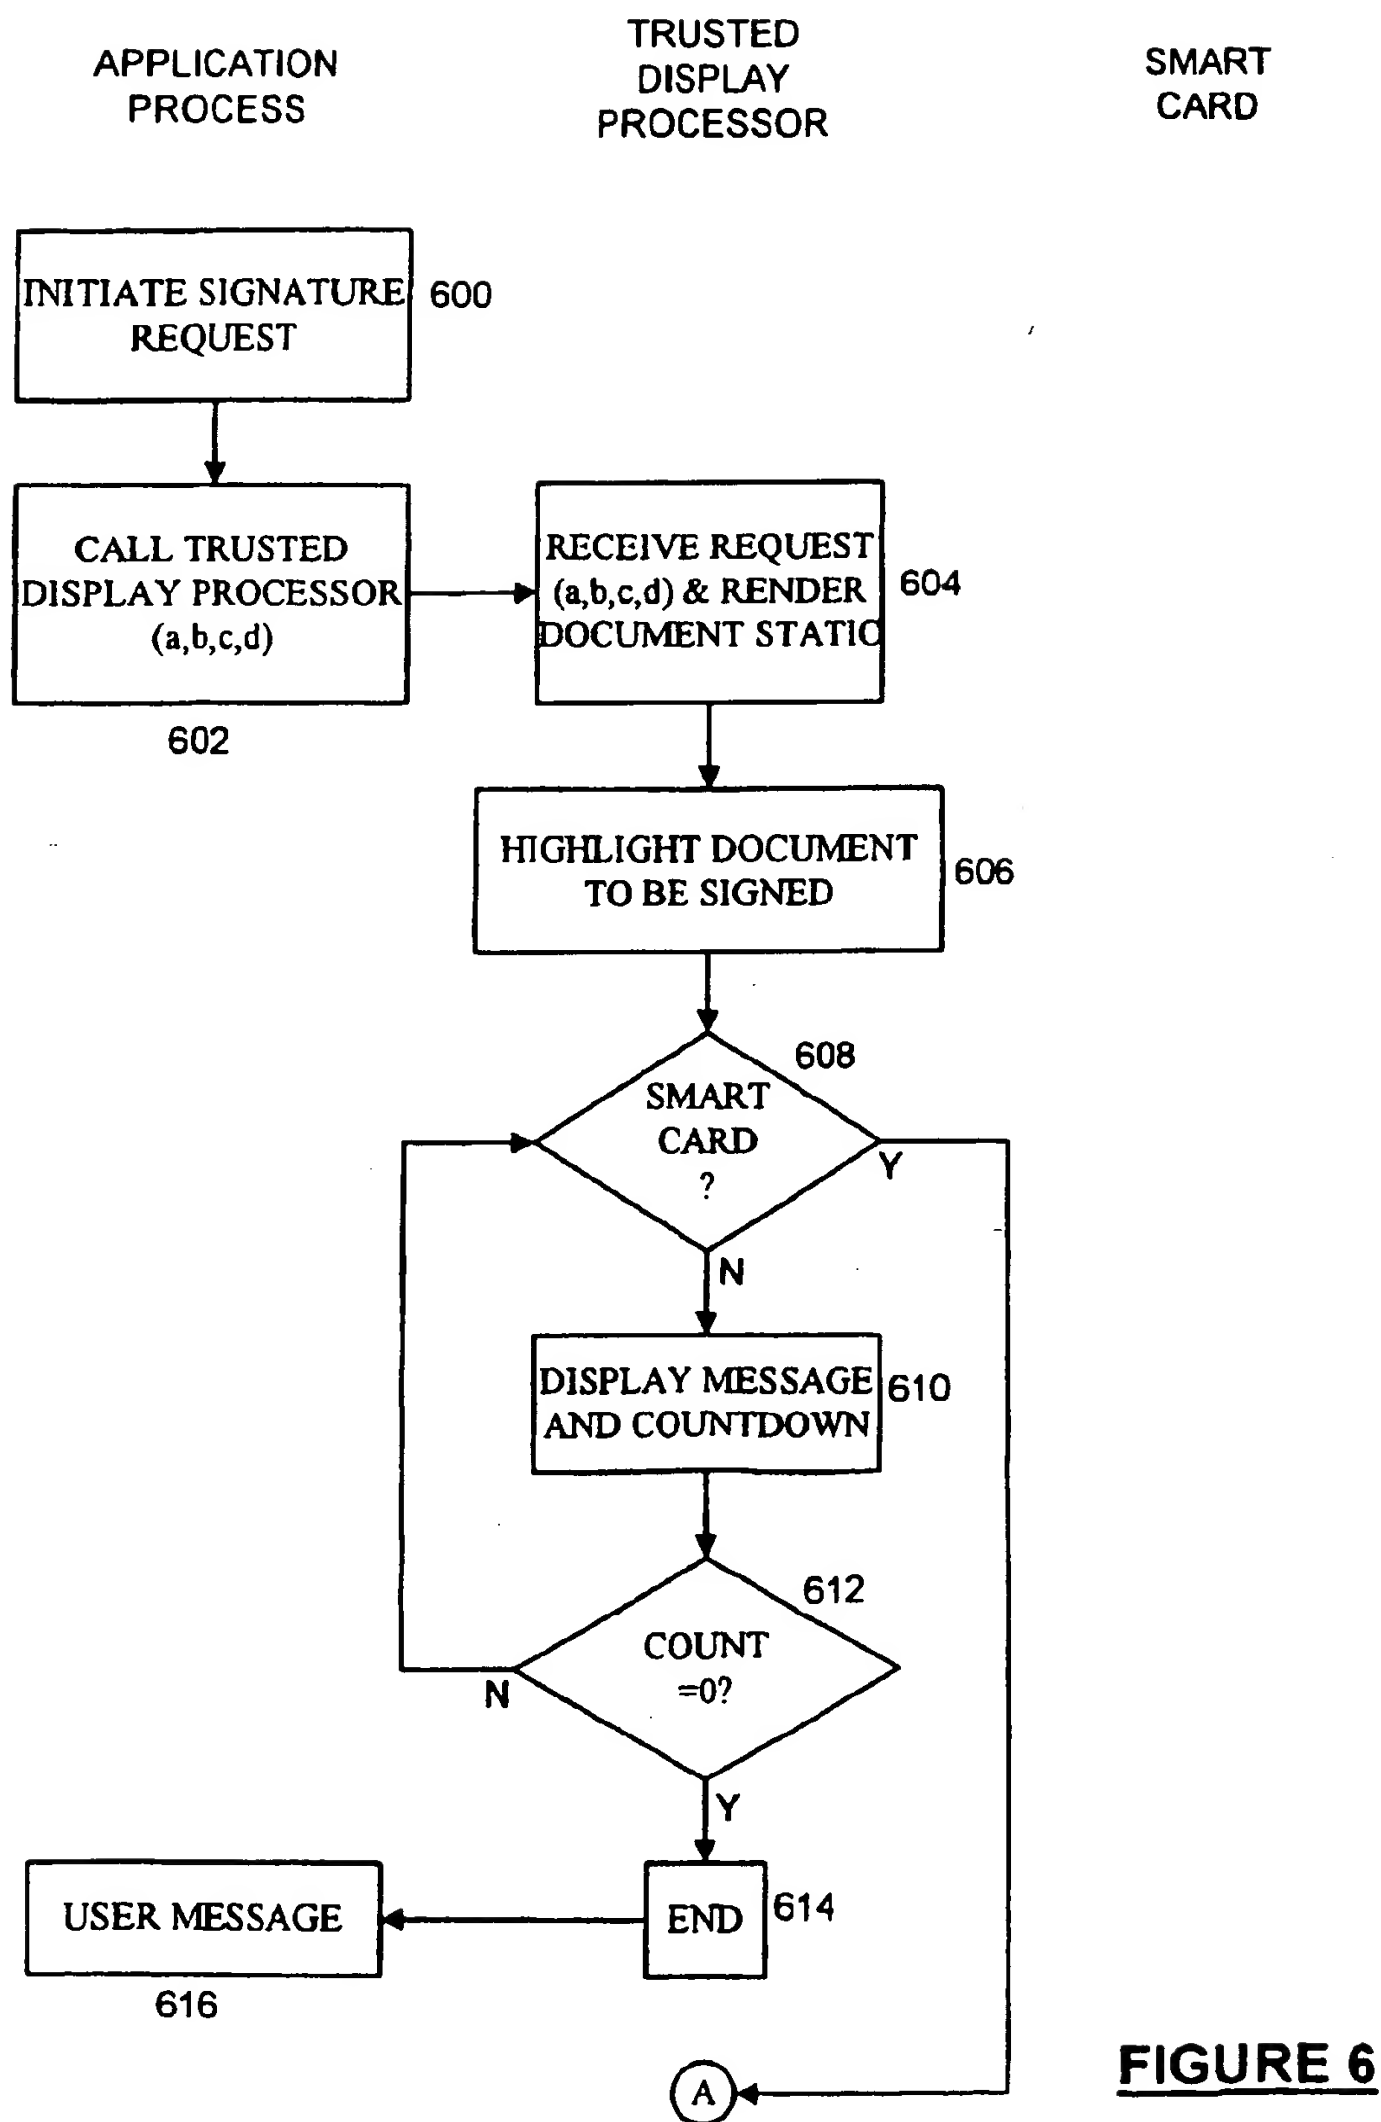 APPLICATION
PROCESS
TRUSTED
DISPLAY
PROCESSOR
SMART
CARD
INITIATE SIGNATURE
REQUEST
600
CALL TRUSTED
DISPLAY PROCESSOR
(a,b,c,d)
602
RECEIVE REQUEST
(a,b,c,d) & RENDER
DOCUMENT STATIC
604
HIGHLIGHT DOCUMENT
TO BE SIGNED
606
608
SMART
CARD
?
Y
N
DISPLAY MESSAGE
AND COUNTDOWN
610
612
COUNT
=0?
N
Y
END
614
USER MESSAGE
616
A
FIGURE 6